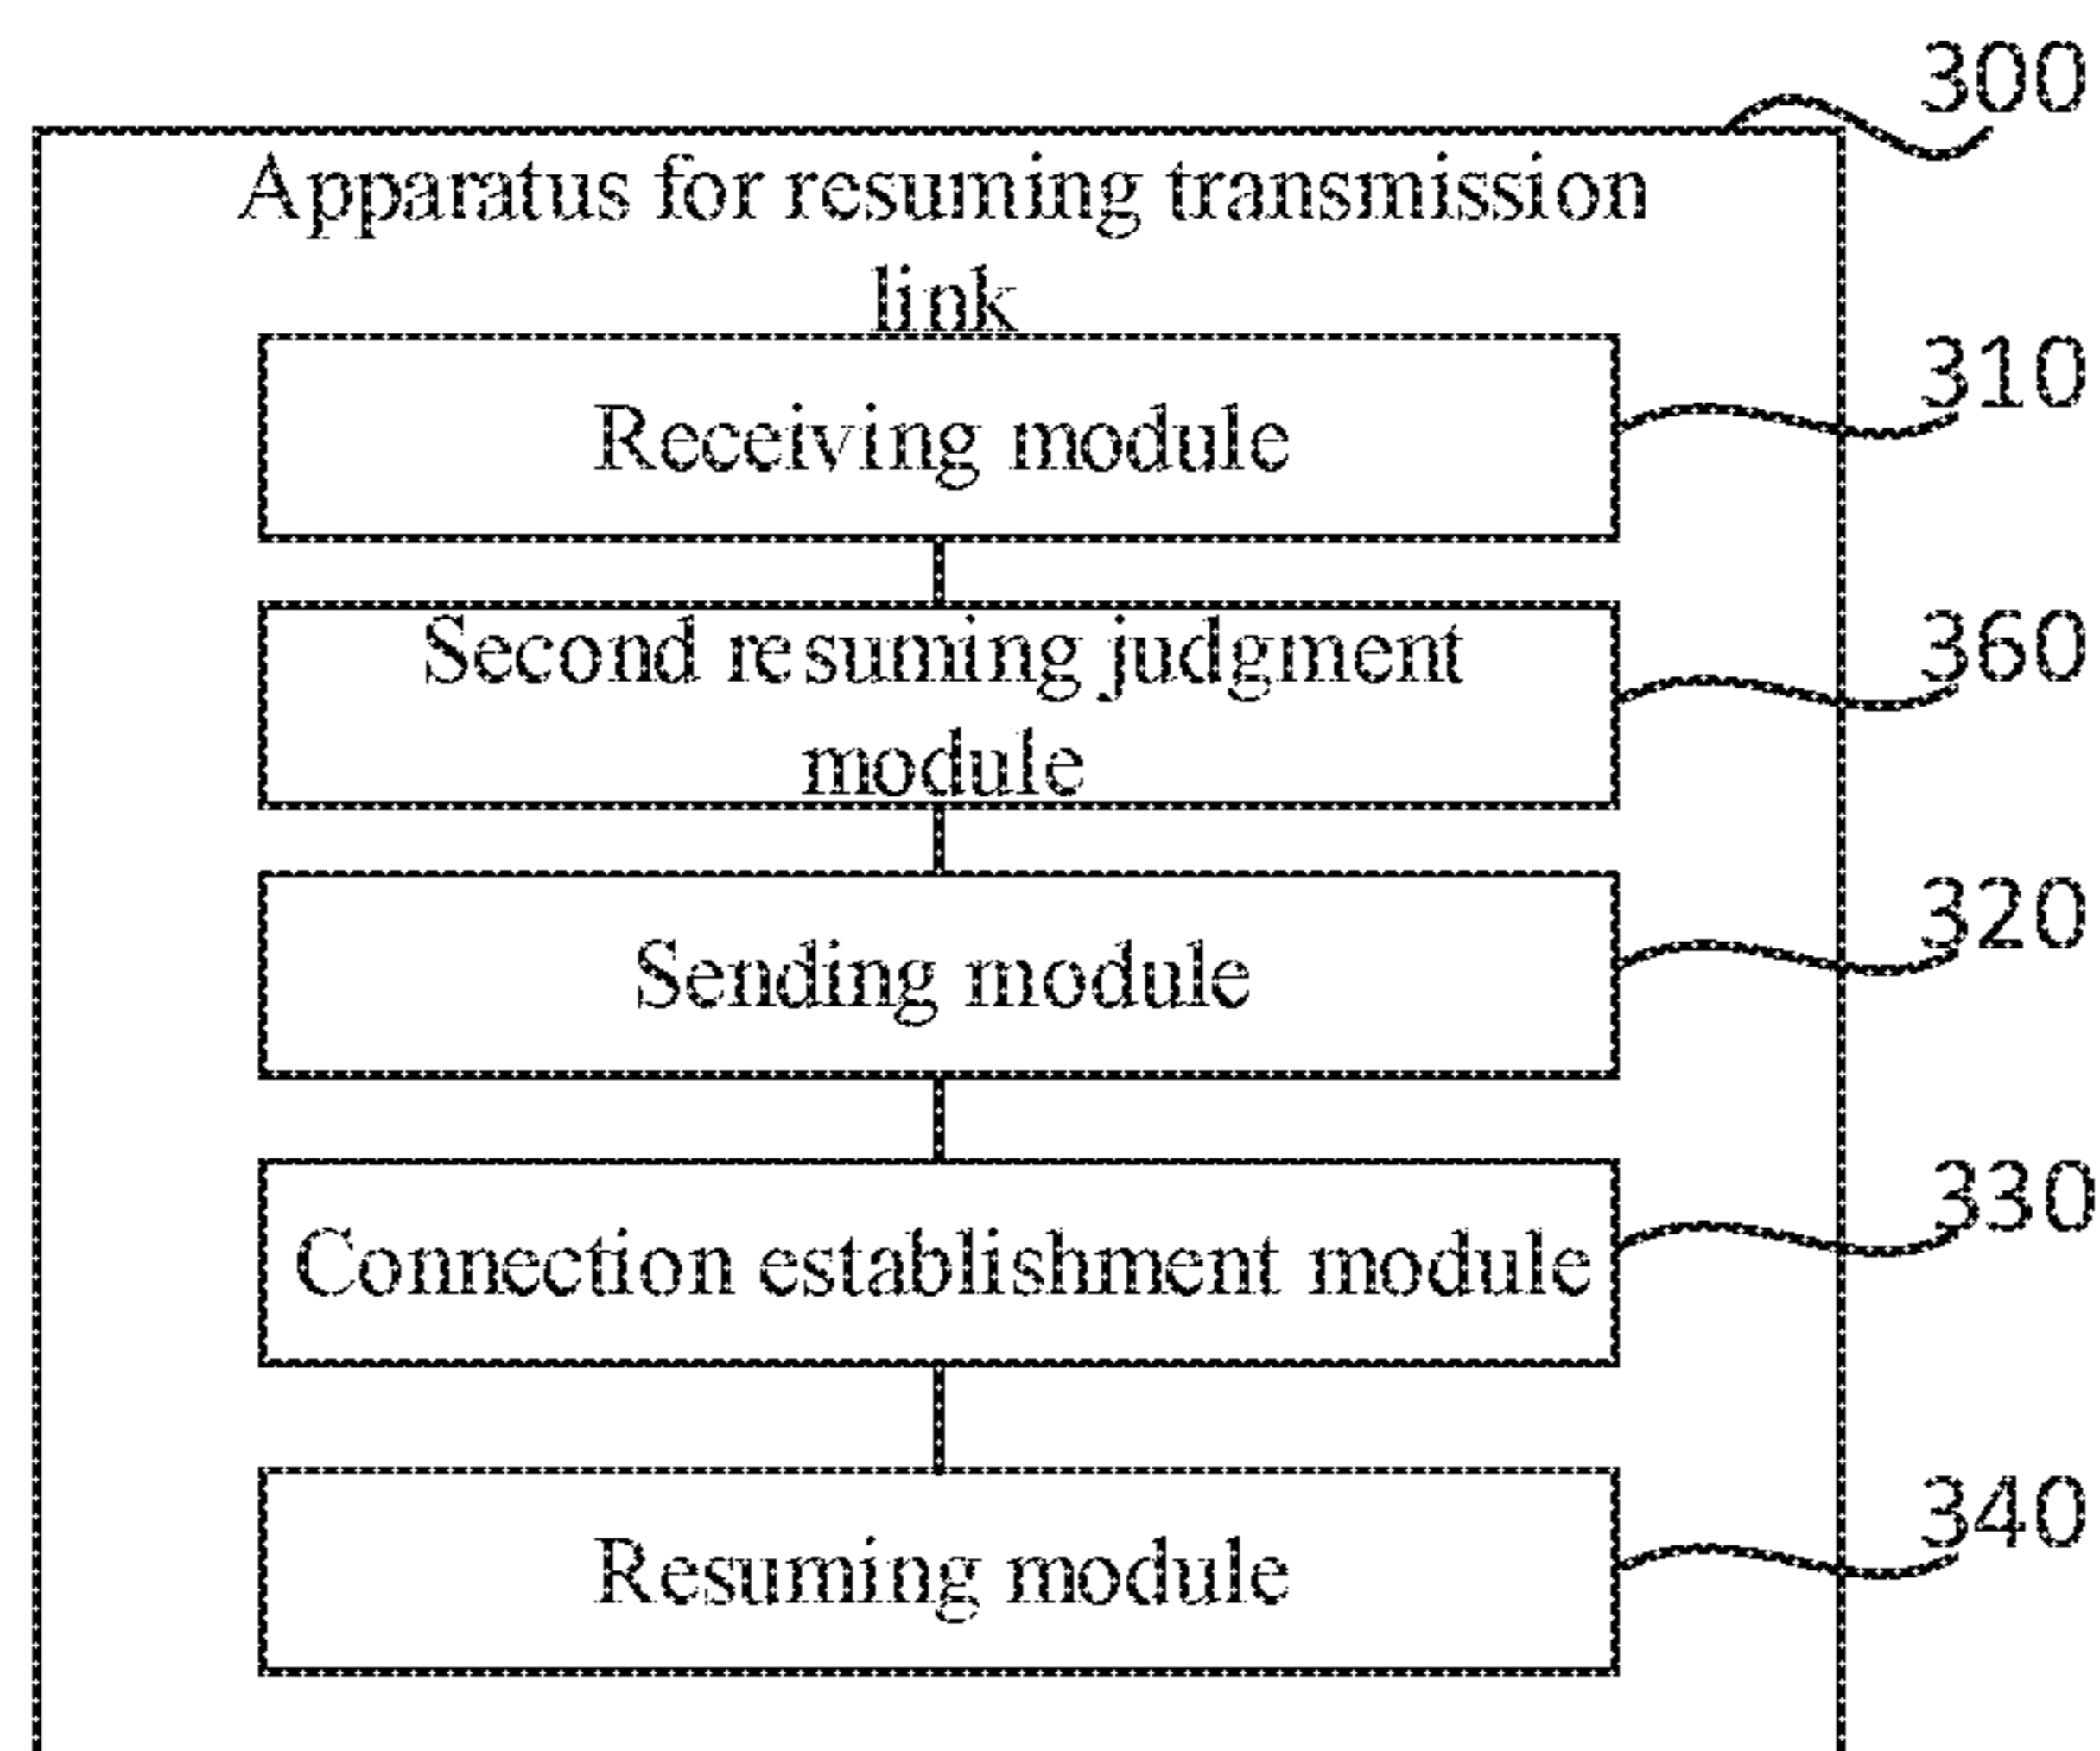 300
Apparatus for resuming transmission
link
310
Receiving module
360
Second resuming judgment
module
320
Sending module
330
Connection establishment module
340
Resuming module